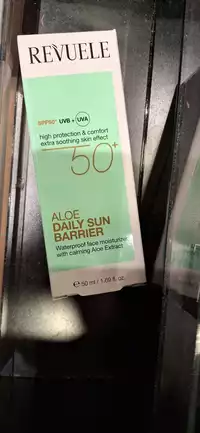 REVUELE
SPF50+ UVB + UVA
high protection & comfort
extra soothing skin effect
50+
ALOE
DAILY SUN
BARRIER
Waterproof face moisturizer
with calming Aloe Extract
℮ 50 ml / 1.69 fl. oz